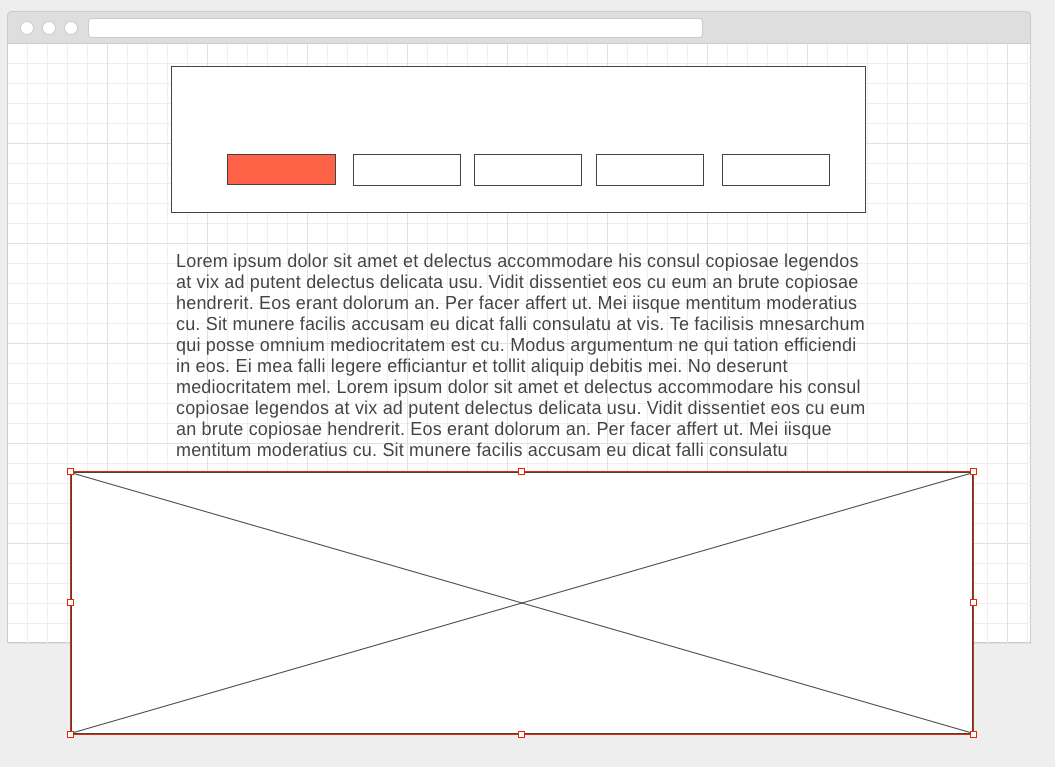 Lorem ipsum dolor sit amet et delectus accommodare his consul copiosae legendos
at vix ad putent delectus delicata usu. Vidit dissentiet eos cu eum an brute copiosae
hendrerit. Eos erant dolorum an. Per facer affert ut. Mei iisque mentitum moderatius
cu. Sit munere facilis accusam eu dicat falli consulatu at vis. Te facilisis mnesarchum
qui posse omnium mediocritatem est cu. Modus argumentum ne qui tation efficiendi
in eos. Ei mea falli legere efficiantur et tollit aliquip debitis mei. No deserunt
mediocritatem mel. Lorem ipsum dolor sit amet et delectus accommodare his consul
copiosae legendos at vix ad putent delectus delicata usu. Vidit dissentiet eos cu eum
an brute copiosae hendrerit. Eos erant dolorum an. Per facer affert ut. Mei iisque
mentitum moderatius cu. Sit munere facilis accusam eu dicat falli consulatu